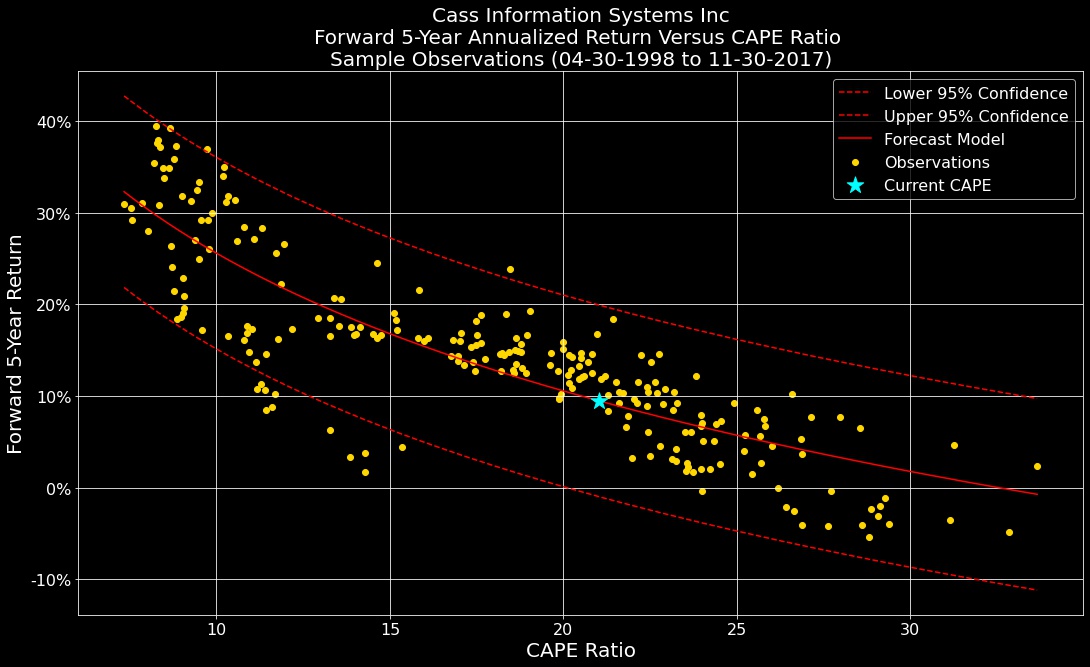 Cass Information Systems Inc
Forward 5-Year Annualized Return Versus CAPE Ratio
Sample Observations (04-30-1998 to 11-30-2017)
Lower 95% Confidence
Upper 95% Confidence
Forecast Model
Observations
Current CAPE
Forward 5-Year Return
40%
30%
20%
10%
0%
-10%
10
15
20
25
30
CAPE Ratio